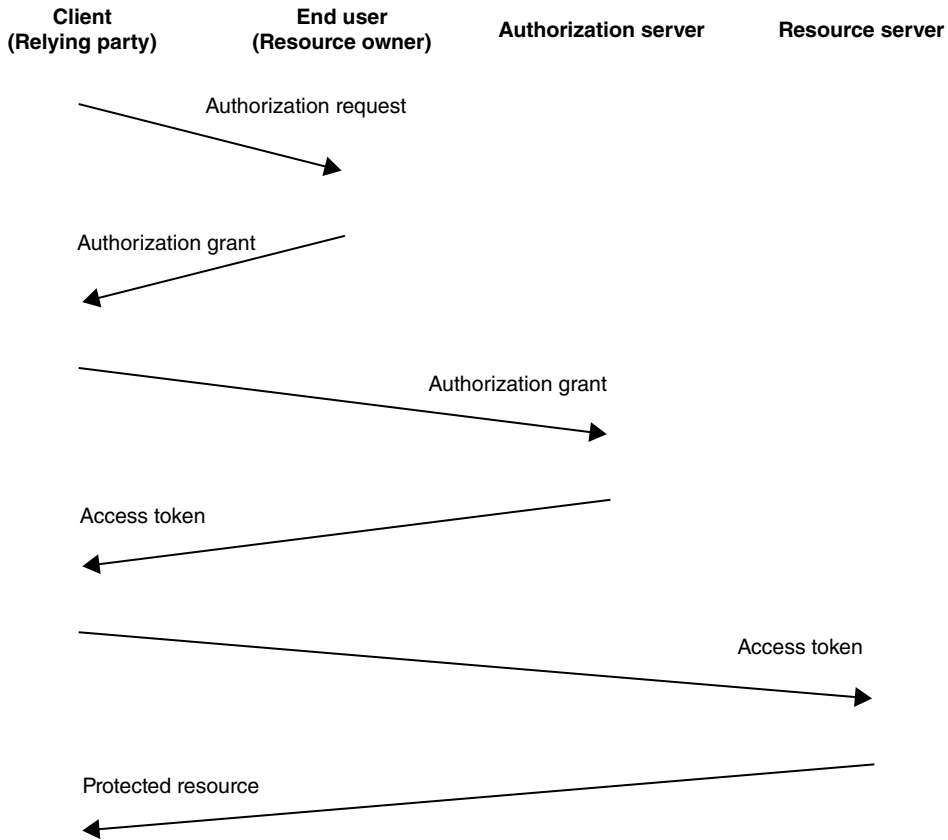 Client
(Relying party)
End user
(Resource owner)
Authorization server
Resource server
Authorization request
Authorization grant
Authorization grant
Access token
Access token
Protected resource